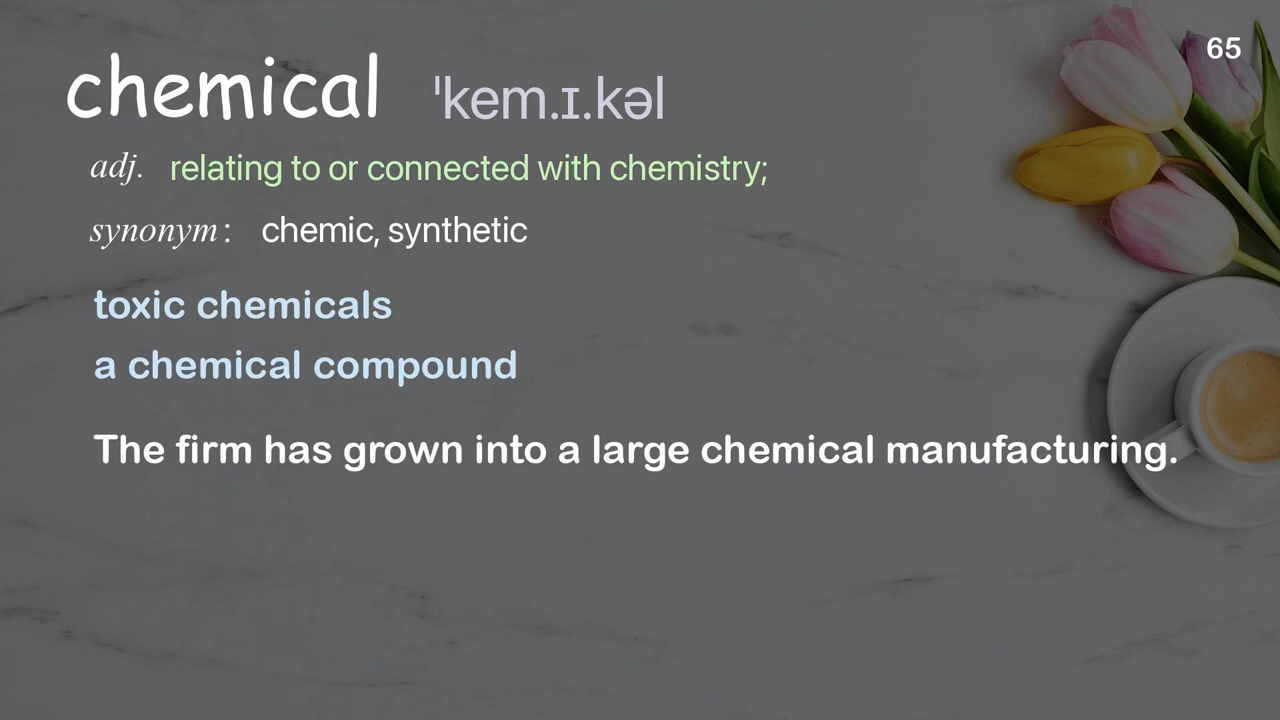 65
chemical ˈkem.ɪ.kəl
adj. relating to or connected with chemistry;
synonym: chemic, synthetic
toxic chemicals
a chemical compound
The firm has grown into a large chemical manufacturing.